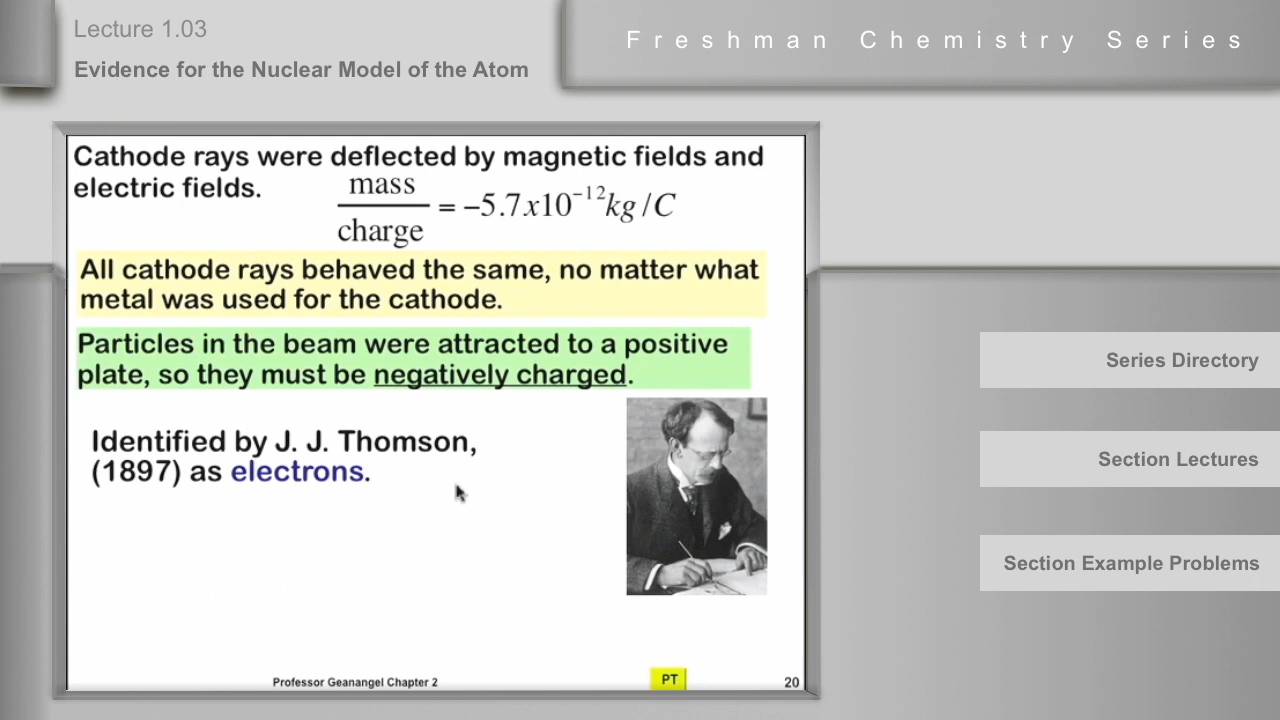 Lecture 1.03
Evidence for the Nuclear Model of the Atom
Freshman Chemistry Series
Cathode rays were deflected by magnetic fields and
electric fields.
mass
charge
= −5.7x10⁻¹²kg/C
All cathode rays behaved the same, no matter what
metal was used for the cathode.
Particles in the beam were attracted to a positive
plate, so they must be negatively charged.
Identified by J. J. Thomson,
(1897) as electrons.
Professor Geanangel Chapter 2
PT
20
Series Directory
Section Lectures
Section Example Problems